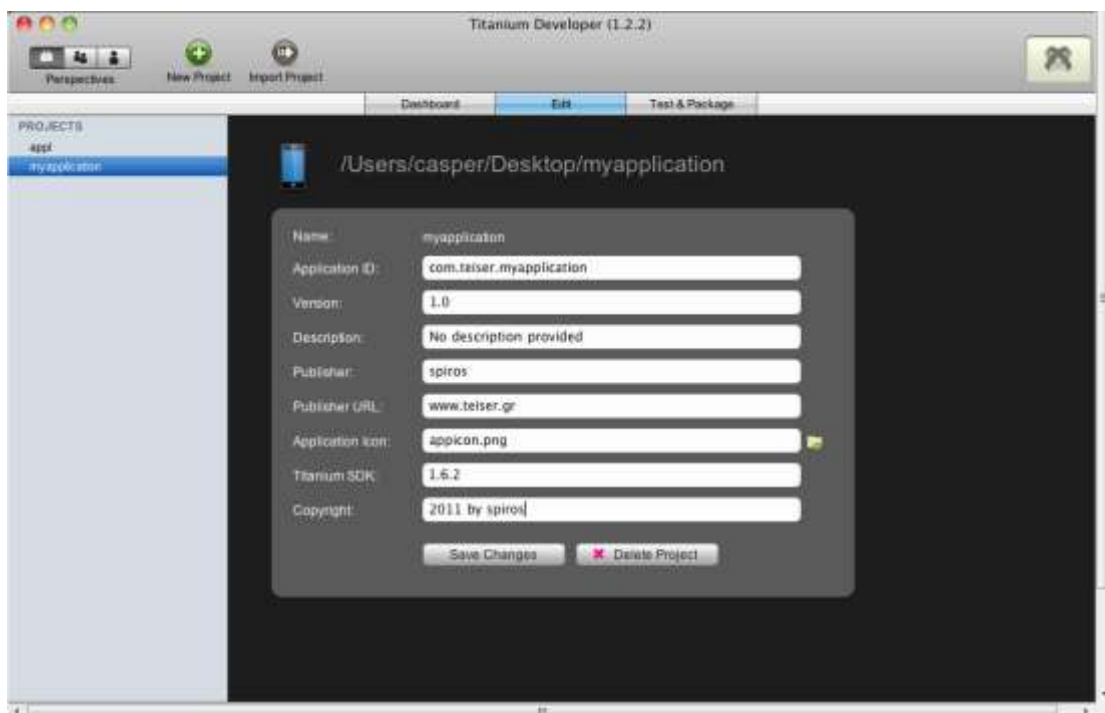 Titanium Developer (1.2.2)
Perspectives New Project Import Project
Dashboard Edit Test & Package
PROJECTS
appl
myapplication
/Users/casper/Desktop/myapplication
Name: myapplication
Application ID: com.teiser.myapplication
Version: 1.0
Description: No description provided
Publisher: spiros
Publisher URL: www.teiser.gr
Application Icon: appicon.png
Titanium SDK: 1.6.2
Copyright: 2011 by spiros
Save Changes Delete Project